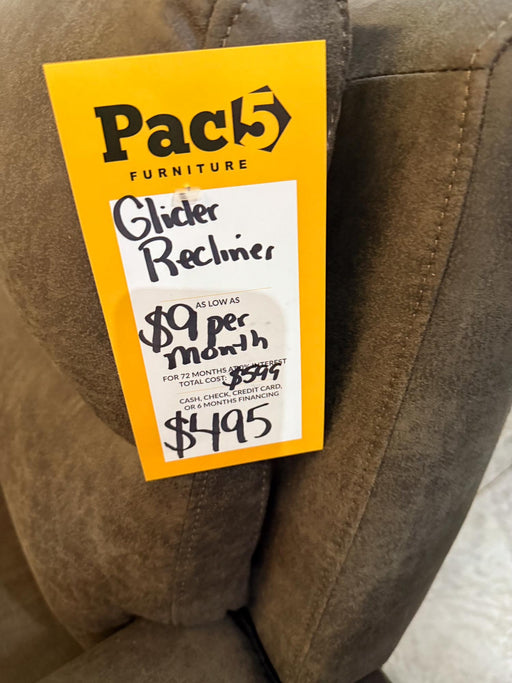 Pac5
FURNITURE
Glider
Recliner
AS LOW AS
$9 per
month
FOR 72 MONTHS INTEREST
TOTAL COST: $599
CASH, CHECK, CREDIT CARD,
OR 6 MONTHS FINANCING
$495